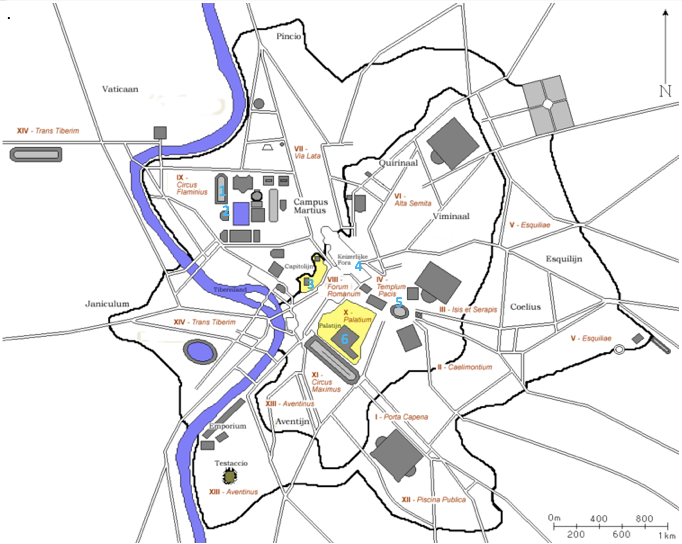 Pincio
Vaticaan
N
XIV - Trans Tiberim
VII -
Via Lata
Quirinaal
IX -
Circus
Flaminius
1
2
Campus
Martius
VI -
Alta Semita
Viminaal
V - Esquiliae
Keizerlijke
Fora
4
Esquilijn
Capitolijn
3
VIII -
Forum
Romanum
IV -
Templum
Pacis
5
Tibereiland
Janiculum
III - Isis et Serapis
Coelius
XIV - Trans Tiberim
X -
Palatium
Palatijn
6
V - Esquiliae
II - Caelimontium
XI -
Circus
Maximus
XIII - Aventinus
I - Porta Capena
Aventijn
Emporium
Testaccio
XIII - Aventinus
XII - Piscina Publica
0m 400 800
200 600 1km